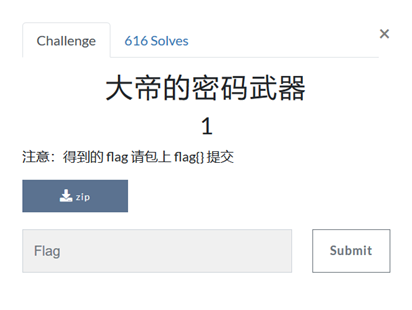 Challenge
616 Solves
×
大帝的密码武器
1
注意：得到的 flag 请包上 flag{} 提交
zip
Flag
Submit